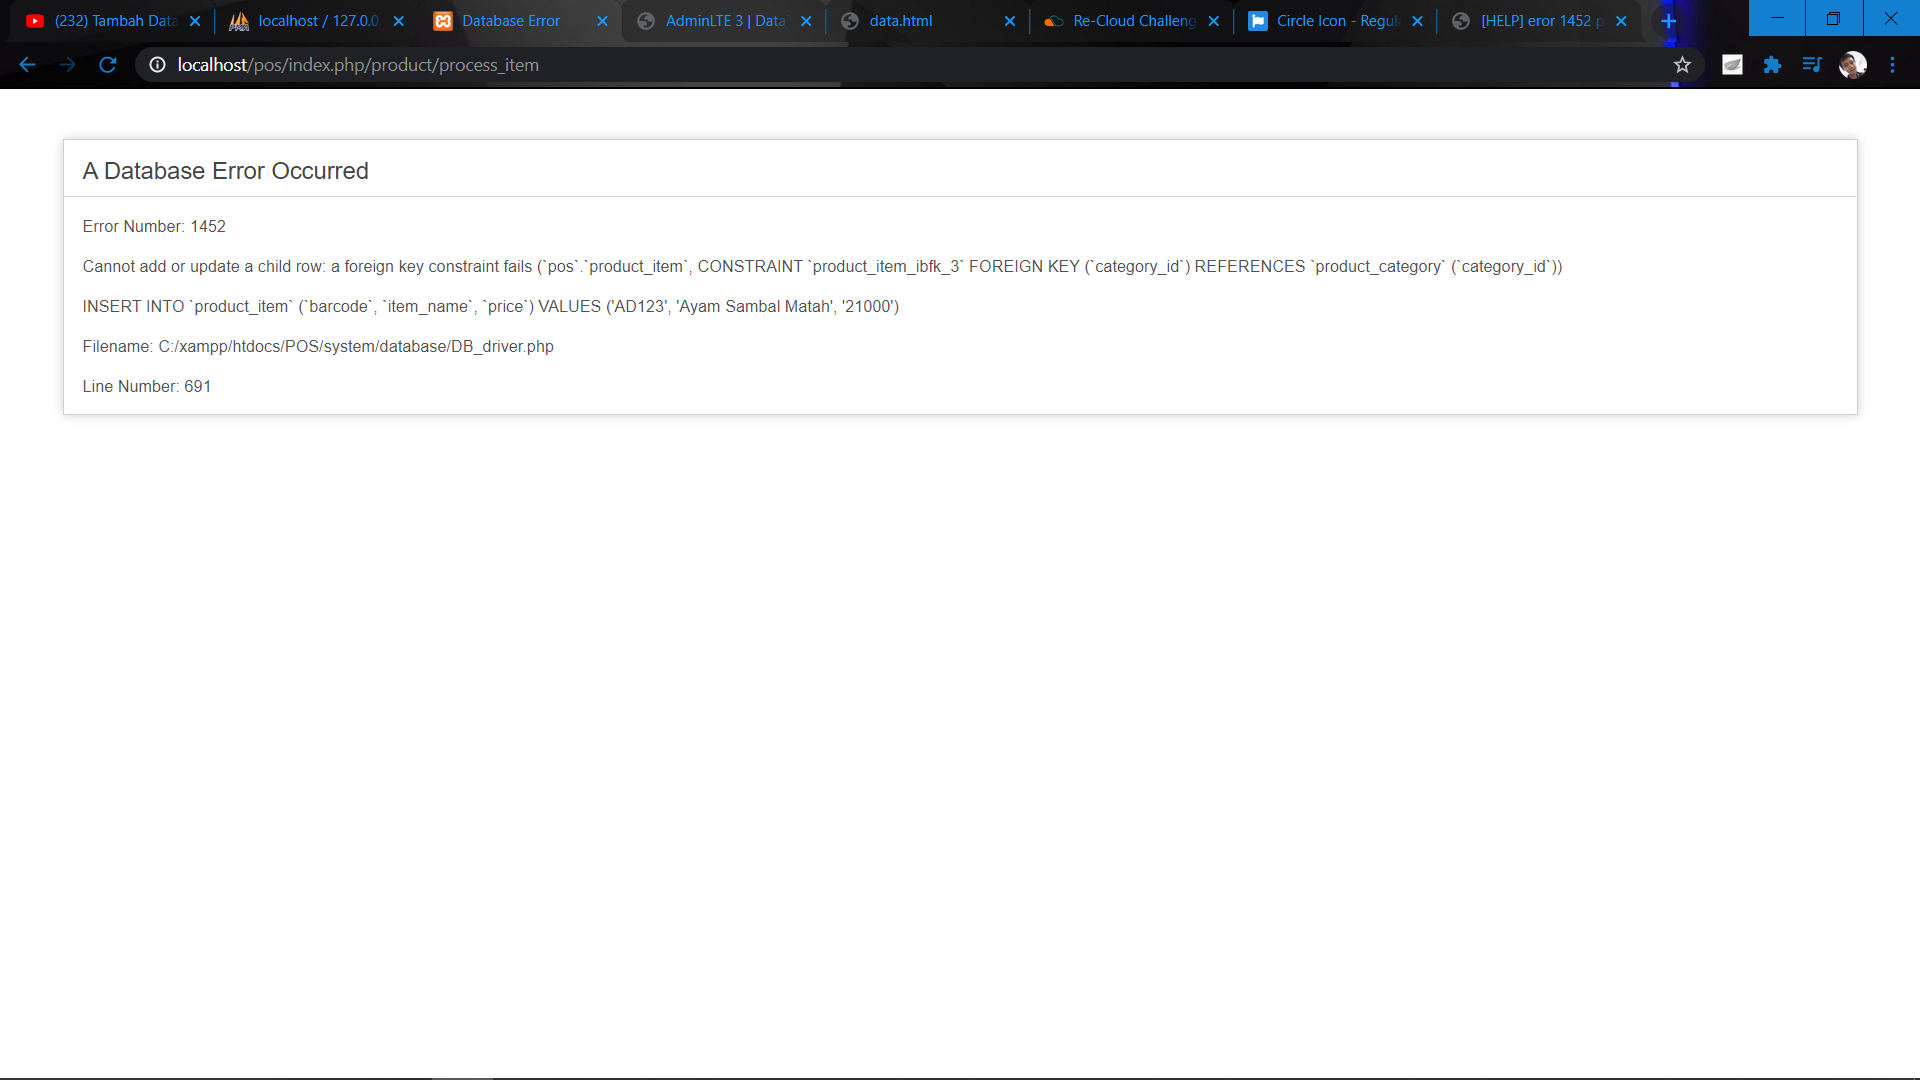 (232) Tambah Data
localhost / 127.0.0.
Database Error
AdminLTE 3 | Data
data.html
Re-Cloud Challeng
Circle Icon - Regul
[HELP] eror 1452 p
localhost/pos/index.php/product/process_item
A Database Error Occurred
Error Number: 1452
Cannot add or update a child row: a foreign key constraint fails (`pos`.`product_item`, CONSTRAINT `product_item_ibfk_3` FOREIGN KEY (`category_id`) REFERENCES `product_category` (`category_id`))
INSERT INTO `product_item` (`barcode`, `item_name`, `price`) VALUES ('AD123', 'Ayam Sambal Matah', '21000')
Filename: C:/xampp/htdocs/POS/system/database/DB_driver.php
Line Number: 691